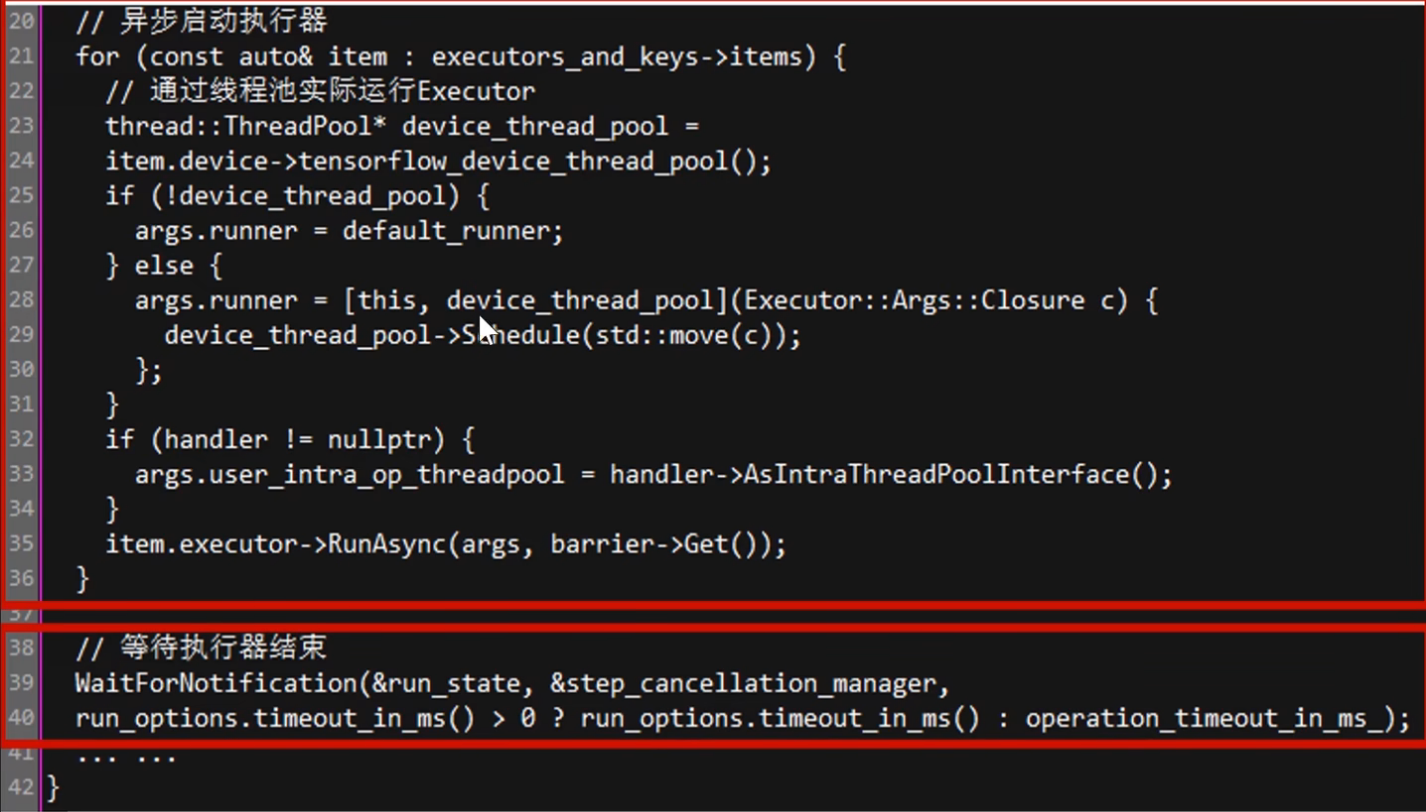 20 // 异步启动执行器
21 for (const auto& item : executors_and_keys->items) {
22 // 通过线程池实际运行Executor
23 thread::ThreadPool* device_thread_pool =
24 item.device->tensorflow_device_thread_pool();
25 if (!device_thread_pool) {
26 args.runner = default_runner;
27 } else {
28 args.runner = [this, device_thread_pool](Executor::Args::Closure c) {
29 device_thread_pool->Schedule(std::move(c));
30 };
31 }
32 if (handler != nullptr) {
33 args.user_intra_op_threadpool = handler->AsIntraThreadPoolInterface();
34 }
35 item.executor->RunAsync(args, barrier->Get());
36 }
37
38 // 等待执行器结束
39 WaitForNotification(&run_state, &step_cancellation_manager,
40 run_options.timeout_in_ms() > 0 ? run_options.timeout_in_ms() : operation_timeout_in_ms_);
41 ... ...
42 }